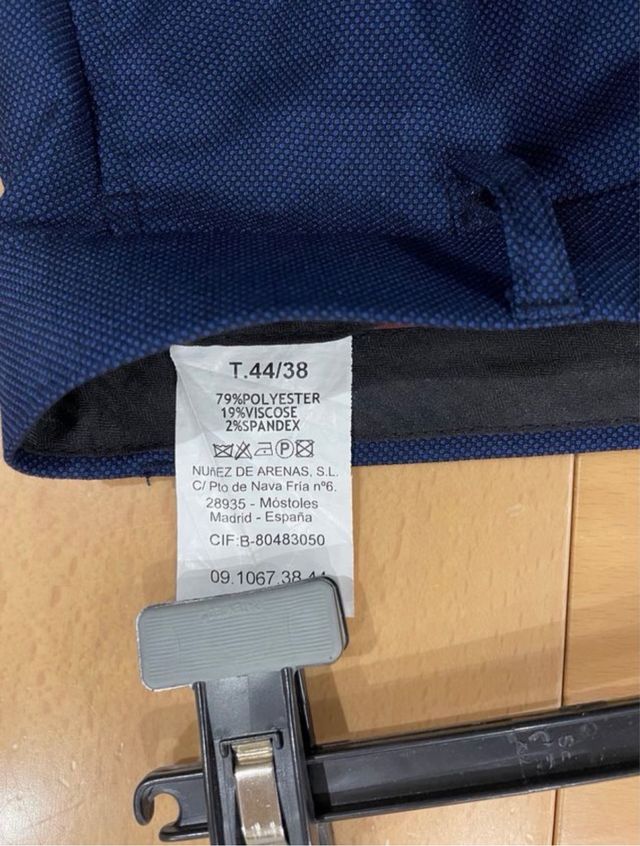 T.44/38
79%POLYESTER
19%VISCOSE
2%SPANDEX
NUñEZ DE ARENAS, S.L.
C/ Pto de Nava Fría nº6.
28935 - Móstoles
Madrid - España
CIF:B-80483050
09.1067.38.44